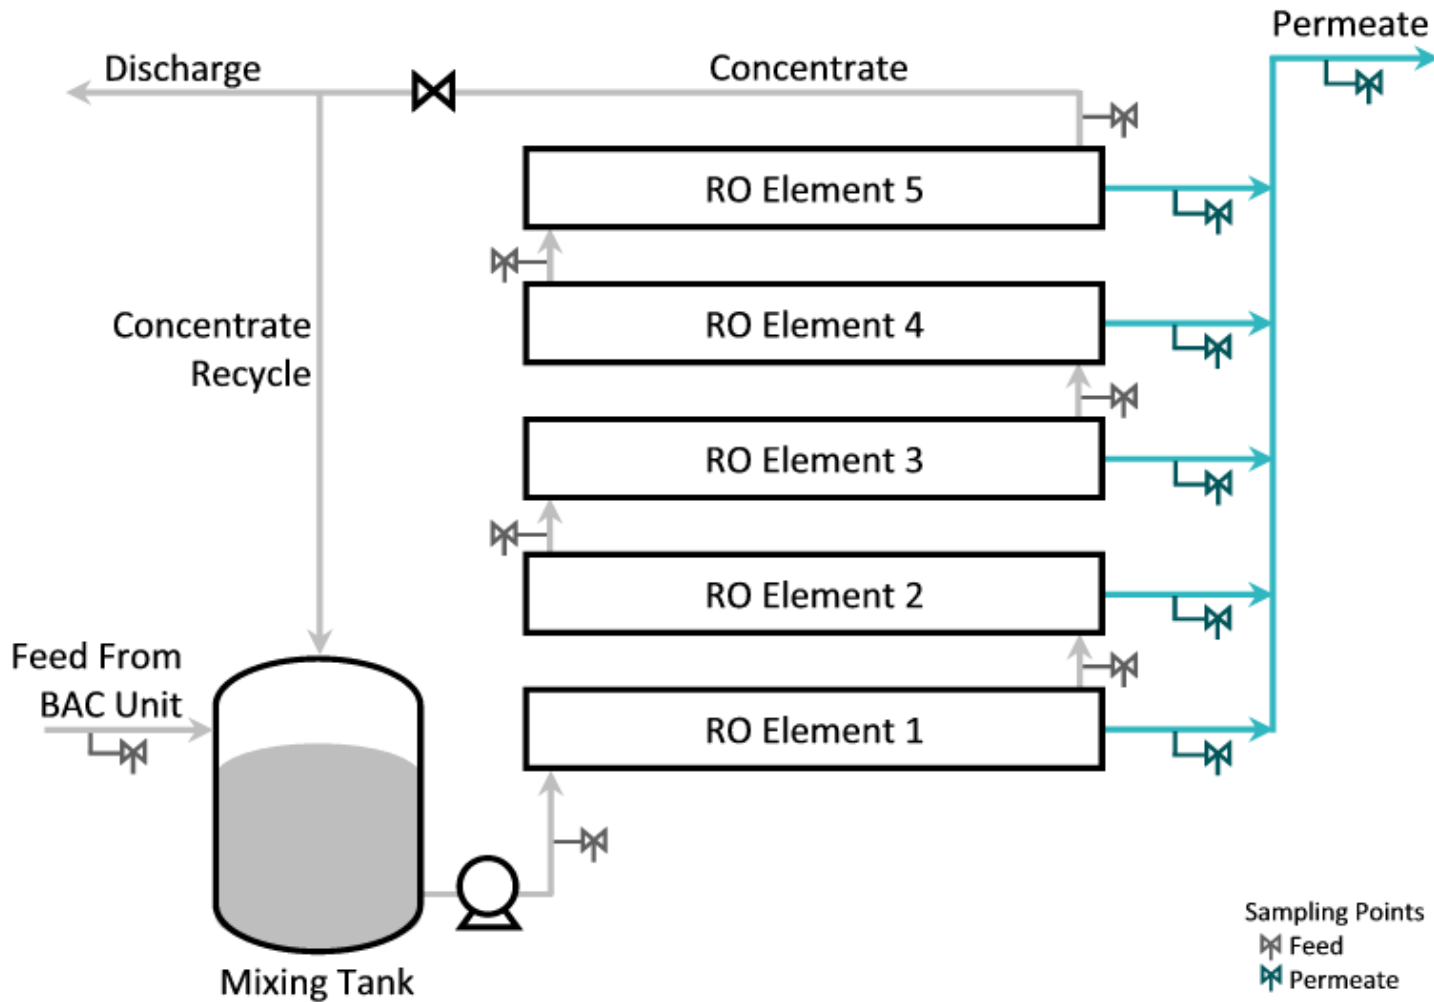 Permeate
Discharge
Concentrate
RO Element 5
RO Element 4
Concentrate
Recycle
RO Element 3
RO Element 2
Feed From
BAC Unit
RO Element 1
Mixing Tank
Sampling Points
Feed
Permeate